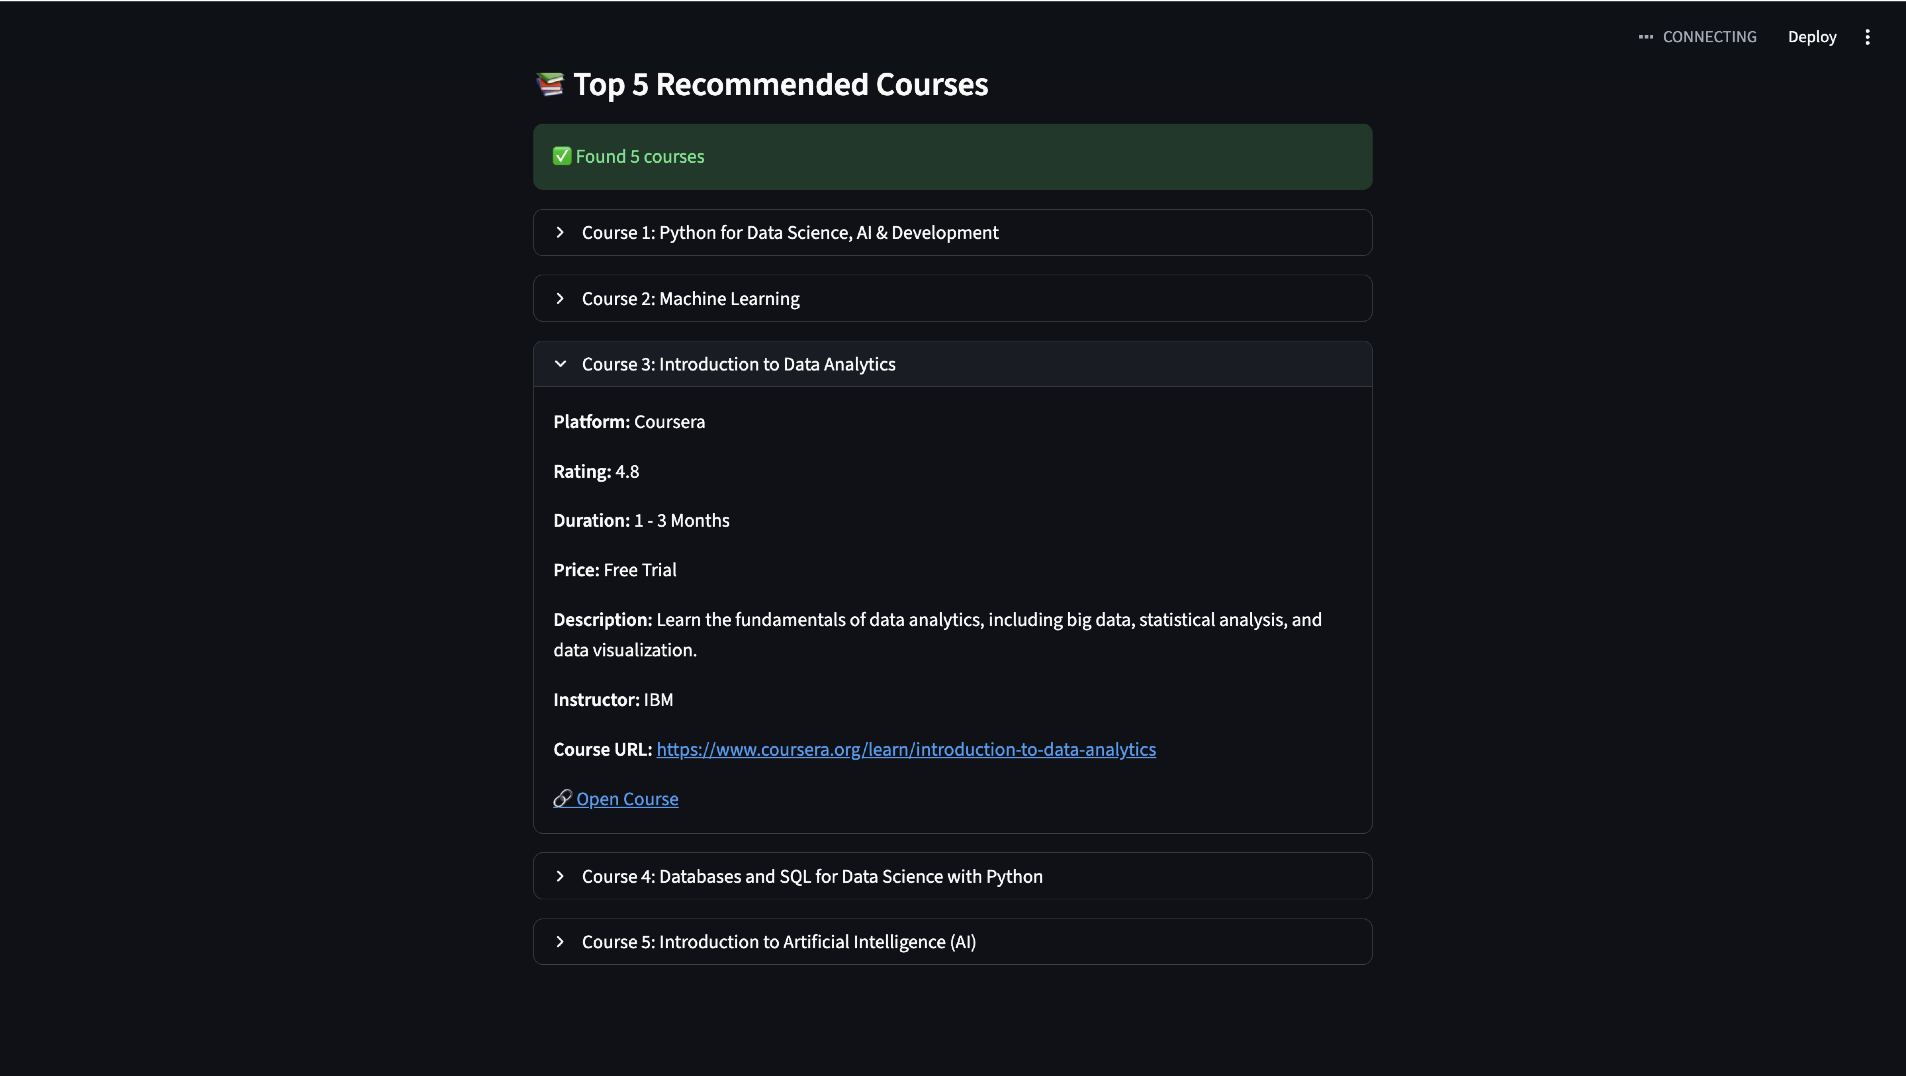 CONNECTING
Deploy
📚 Top 5 Recommended Courses
✅ Found 5 courses
Course 1: Python for Data Science, AI & Development
Course 2: Machine Learning
Course 3: Introduction to Data Analytics
Platform: Coursera
Rating: 4.8
Duration: 1 - 3 Months
Price: Free Trial
Description: Learn the fundamentals of data analytics, including big data, statistical analysis, and
data visualization.
Instructor: IBM
Course URL: https://www.coursera.org/learn/introduction-to-data-analytics
🔗 Open Course
Course 4: Databases and SQL for Data Science with Python
Course 5: Introduction to Artificial Intelligence (AI)